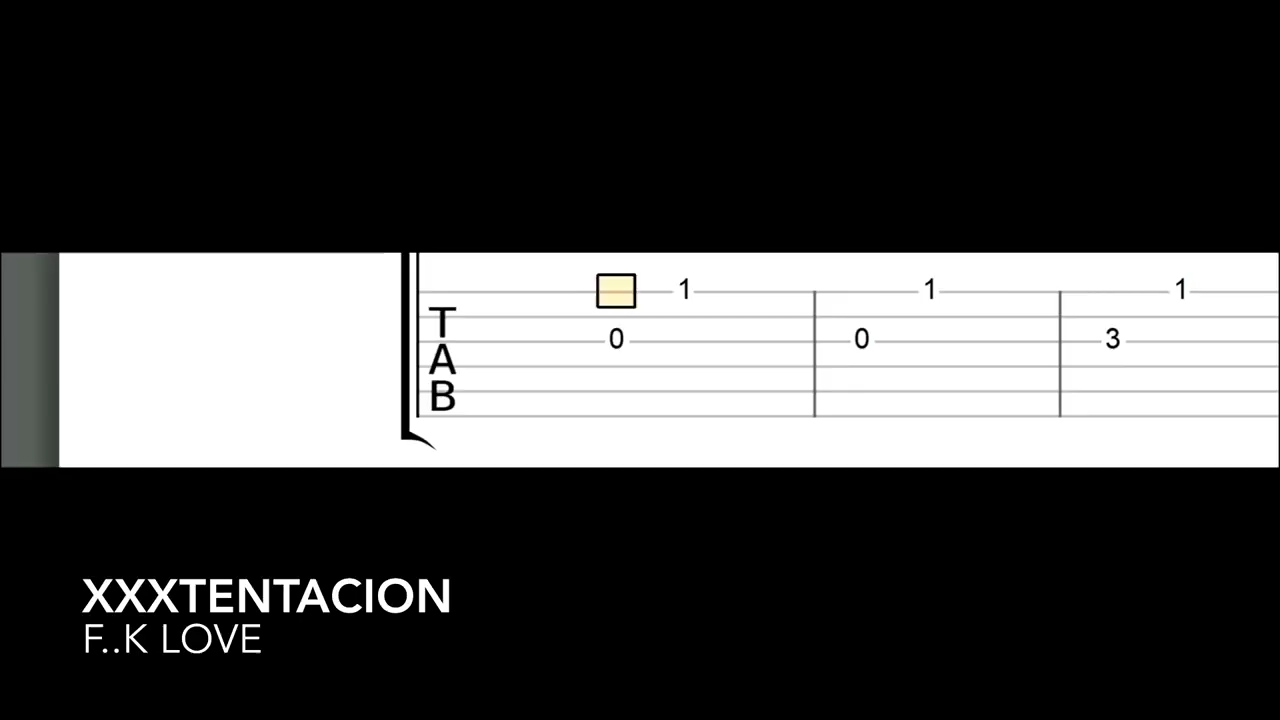 1 1 1
T
0 0 3
A
B
XXXTENTACION
F..K LOVE